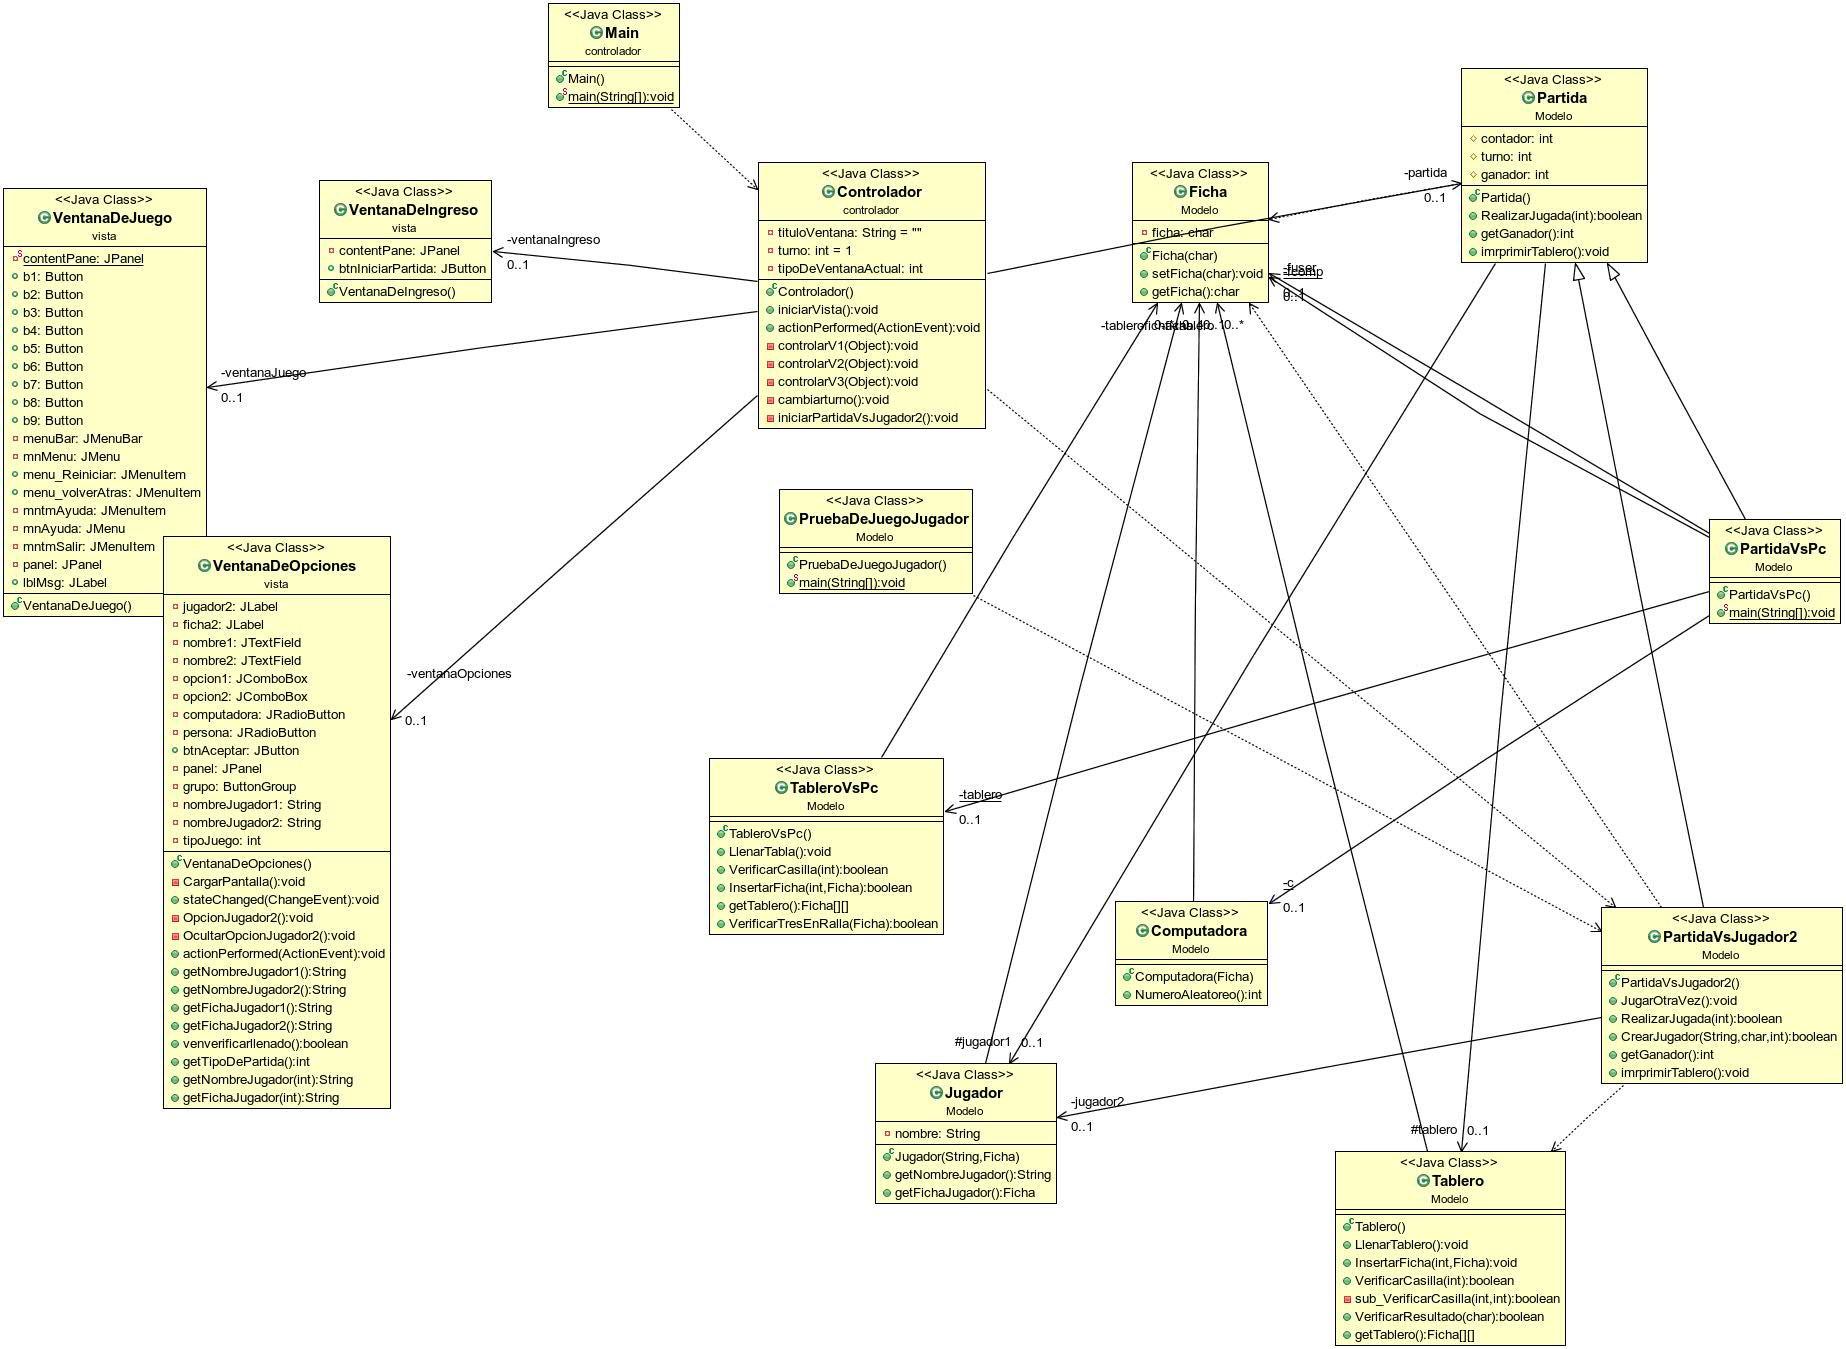 <<Java Class>>
Main
controlador
Main()
main(String[]):void
<<Java Class>>
Partida
Modelo
contador: int
turno: int
ganador: int
Partida()
RealizarJugada(int):boolean
getGanador():int
imrprimirTablero():void
<<Java Class>>
Controlador
controlador
tituloVentana: String = ""
turno: int = 1
tipoDeVentanaActual: int
Controlador()
iniciarVista():void
actionPerformed(ActionEvent):void
controlarV1(Object):void
controlarV2(Object):void
controlarV3(Object):void
cambiarturno():void
iniciarPartidaVsJugador2():void
<<Java Class>>
Ficha
Modelo
ficha: char
Ficha(char)
setFicha(char):void
getFicha():char
-partida
0..1
-fuser
-fcomp
0..1
-tablero
0..*
<<Java Class>>
VentanaDeIngreso
vista
contentPane: JPanel
btnIniciarPartida: JButton
VentanaDeIngreso()
-ventanaIngreso
0..1
<<Java Class>>
VentanaDeJuego
vista
contentPane: JPanel
b1: Button
b2: Button
b3: Button
b4: Button
b5: Button
b6: Button
b7: Button
b8: Button
b9: Button
menuBar: JMenuBar
mnMenu: JMenu
menu_Reiniciar: JMenuItem
menu_volverAtras: JMenuItem
mntmAyuda: JMenuItem
mnAyuda: JMenu
mntmSalir: JMenuItem
panel: JPanel
lblMsg: JLabel
VentanaDeJuego()
-ventanaJuego
0..1
<<Java Class>>
VentanaDeOpciones
vista
jugador2: JLabel
ficha2: JLabel
nombre1: JTextField
nombre2: JTextField
opcion1: JComboBox
opcion2: JComboBox
computadora: JRadioButton
persona: JRadioButton
btnAceptar: JButton
panel: JPanel
grupo: ButtonGroup
nombreJugador1: String
nombreJugador2: String
tipoJuego: int
VentanaDeOpciones()
CargarPantalla():void
stateChanged(ChangeEvent):void
OpcionJugador2():void
OcultarOpcionJugador2():void
actionPerformed(ActionEvent):void
getNombreJugador1():String
getNombreJugador2():String
getFichaJugador1():String
getFichaJugador2():String
venverificarllenado():boolean
getTipoDePartida():int
getNombreJugador(int):String
getFichaJugador(int):String
-ventanaOpciones
0..1
<<Java Class>>
PruebaDeJuegoJugador
Modelo
PruebaDeJuegoJugador()
main(String[]):void
<<Java Class>>
PartidaVsPc
Modelo
PartidaVsPc()
main(String[]):void
<<Java Class>>
TableroVsPc
Modelo
TableroVsPc()
LlenarTabla():void
VerificarCasilla(int):boolean
InsertarFicha(int,Ficha):boolean
getTablero():Ficha[][]
VerificarTresEnRalla(Ficha):boolean
-tablero
0..1
<<Java Class>>
Computadora
Modelo
Computadora(Ficha)
NumeroAleatoreo():int
-c
0..1
<<Java Class>>
PartidaVsJugador2
Modelo
PartidaVsJugador2()
JugarOtraVez():void
RealizarJugada(int):boolean
CrearJugador(String,char,int):boolean
getGanador():int
imrprimirTablero():void
#jugador1
0..1
<<Java Class>>
Jugador
Modelo
nombre: String
Jugador(String,Ficha)
getNombreJugador():String
getFichaJugador():Ficha
-jugador2
0..1
#tablero
0..1
<<Java Class>>
Tablero
Modelo
Tablero()
LlenarTablero():void
InsertarFicha(int,Ficha):void
VerificarCasilla(int):boolean
sub_VerificarCasilla(int,int):boolean
VerificarResultado(char):boolean
getTablero():Ficha[][]